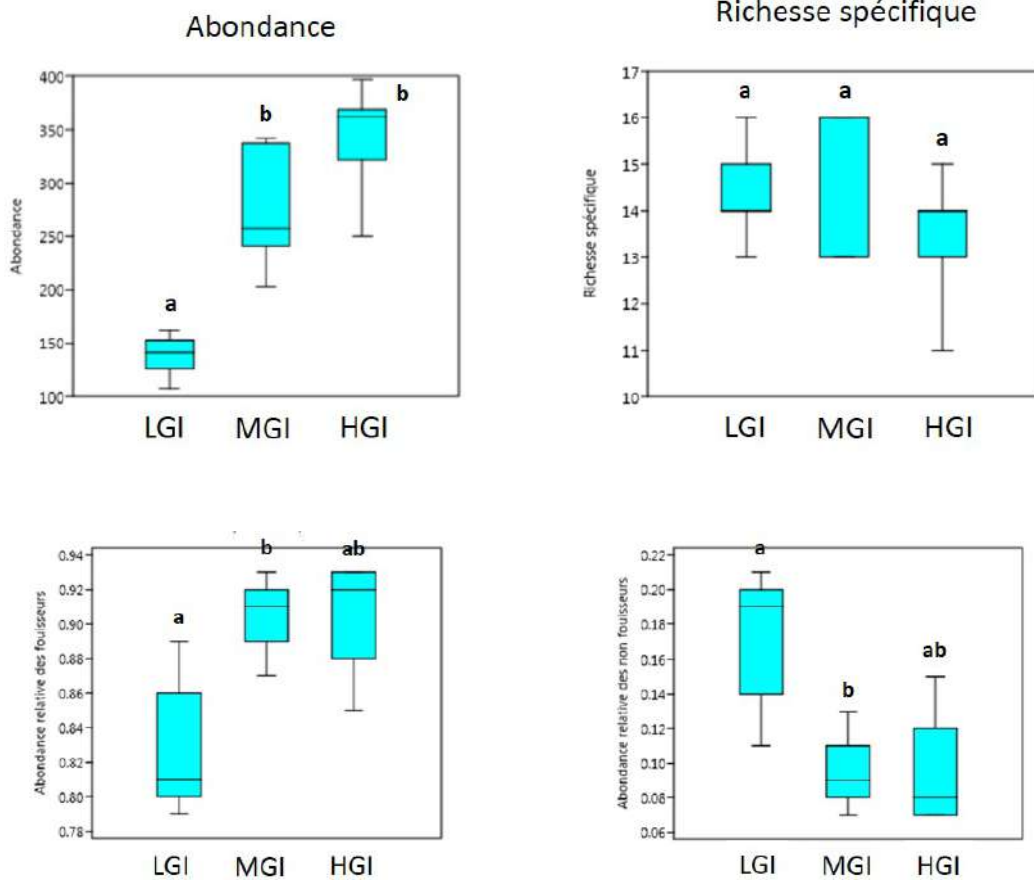 Abondance
Richesse spécifique
Abondance
400
350
300
250
200
150
100
a
b
b
LGI
MGI
HGI
Richesse spécifique
17
16
15
14
13
12
11
10
a
a
a
LGI
MGI
HGI
Abondance relative des fouisseurs
0.94
0.92
0.90
0.88
0.86
0.84
0.82
0.80
0.78
a
b
ab
LGI
MGI
HGI
Abondance relative des non fouisseurs
0.22
0.20
0.18
0.16
0.14
0.12
0.10
0.08
0.06
a
b
ab
LGI
MGI
HGI